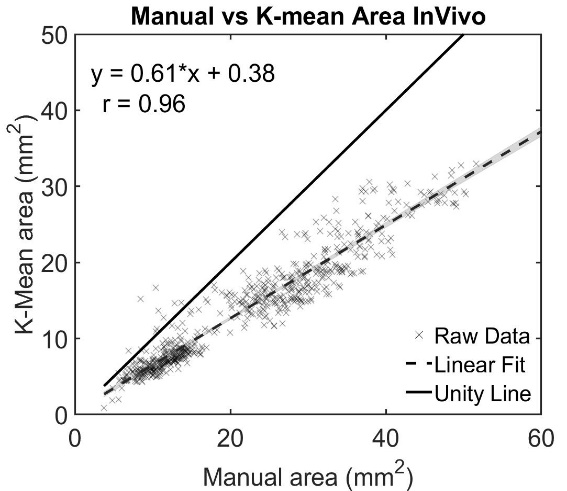 Manual vs K-mean Area InVivo
50
40
30
20
10
0
K-Mean area (mm²)
y = 0.61*x + 0.38
r = 0.96
Raw Data
Linear Fit
Unity Line
0 20 40 60
Manual area (mm²)